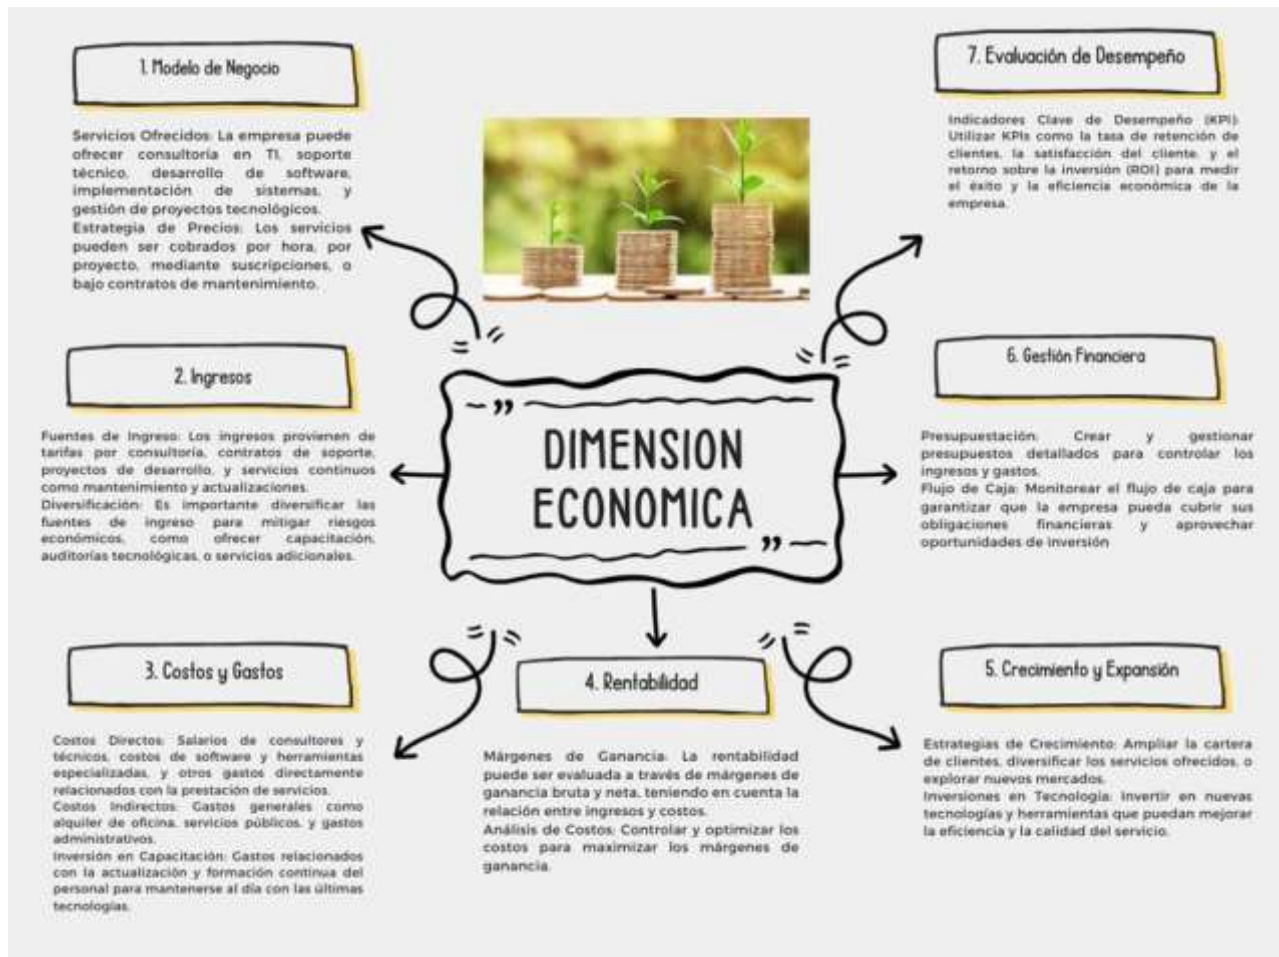 1. Modelo de Negocio
Servicios Ofrecidos: La empresa puede
ofrecer consultoría en TI, soporte
técnico, desarrollo de software,
implementación de sistemas, y
gestión de proyectos tecnológicos.
Estrategia de Precios: Los servicios
pueden ser cobrados por hora, por
proyecto, mediante suscripciones, o
bajo contratos de mantenimiento.
2. Ingresos
Fuentes de Ingreso: Los ingresos provienen de
tarifas por consultoría, contratos de soporte,
proyectos de desarrollo, y servicios continuos
como mantenimiento y actualizaciones.
Diversificación: Es importante diversificar las
fuentes de ingreso para mitigar riesgos
económicos, como ofrecer capacitación,
auditorías tecnológicas, o servicios adicionales.
3. Costos y Gastos
Costos Directos: Salarios de consultores y
técnicos, costos de software y herramientas
especializadas, y otros gastos directamente
relacionados con la prestación de servicios.
Costos Indirectos: Gastos generales como
alquiler de oficina, servicios públicos, y gastos
administrativos.
Inversión en Capacitación: Gastos relacionados
con la actualización y formación continua del
personal para mantenerse al día con las últimas
tecnologías.
DIMENSION
ECONOMICA
4. Rentabilidad
Márgenes de Ganancia: La rentabilidad
puede ser evaluada a través de márgenes de
ganancia bruta y neta, teniendo en cuenta la
relación entre ingresos y costos.
Análisis de Costos: Controlar y optimizar los
costos para maximizar los márgenes de
ganancia.
5. Crecimiento y Expansión
Estrategias de Crecimiento: Ampliar la cartera
de clientes, diversificar los servicios ofrecidos, o
explorar nuevos mercados.
Inversiones en Tecnología: Invertir en nuevas
tecnologías y herramientas que puedan mejorar
la eficiencia y la calidad del servicio.
6. Gestión Financiera
Presupuestación: Crear y gestionar
presupuestos detallados para controlar los
ingresos y gastos.
Flujo de Caja: Monitorear el flujo de caja para
garantizar que la empresa pueda cubrir sus
obligaciones financieras y aprovechar
oportunidades de inversión
7. Evaluación de Desempeño
Indicadores Clave de Desempeño (KPI):
Utilizar KPIs como la tasa de retención de
clientes, la satisfacción del cliente, y el
retorno sobre la inversión (ROI) para medir
el éxito y la eficiencia económica de la
empresa.